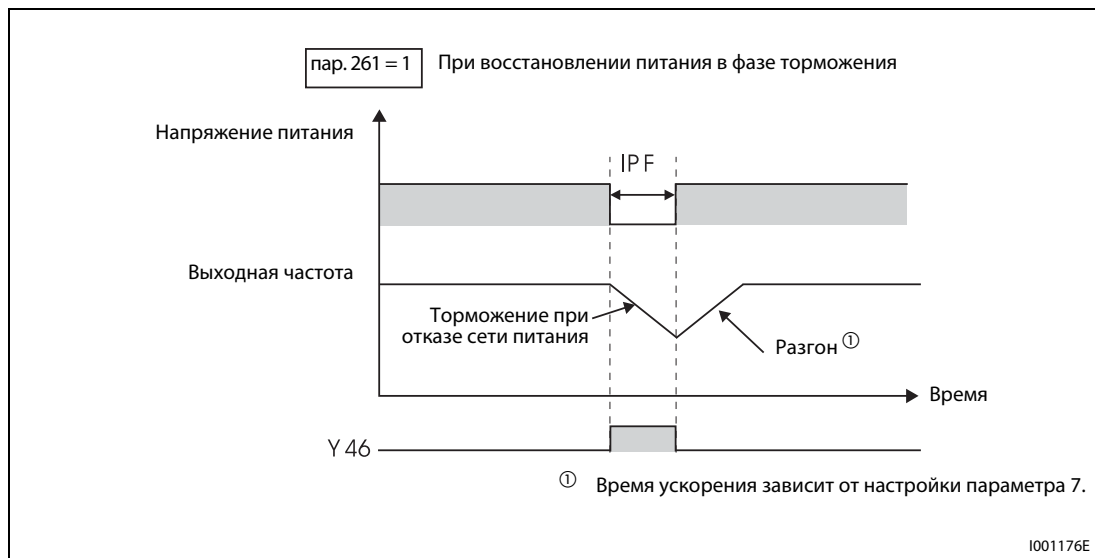 пар. 261 = 1 При восстановлении питания в фазе торможения
Напряжение питания
IPF
Выходная частота
Торможение при
отказе сети питания
Разгон ①
Время
Y 46
① Время ускорения зависит от настройки параметра 7.
I001176E